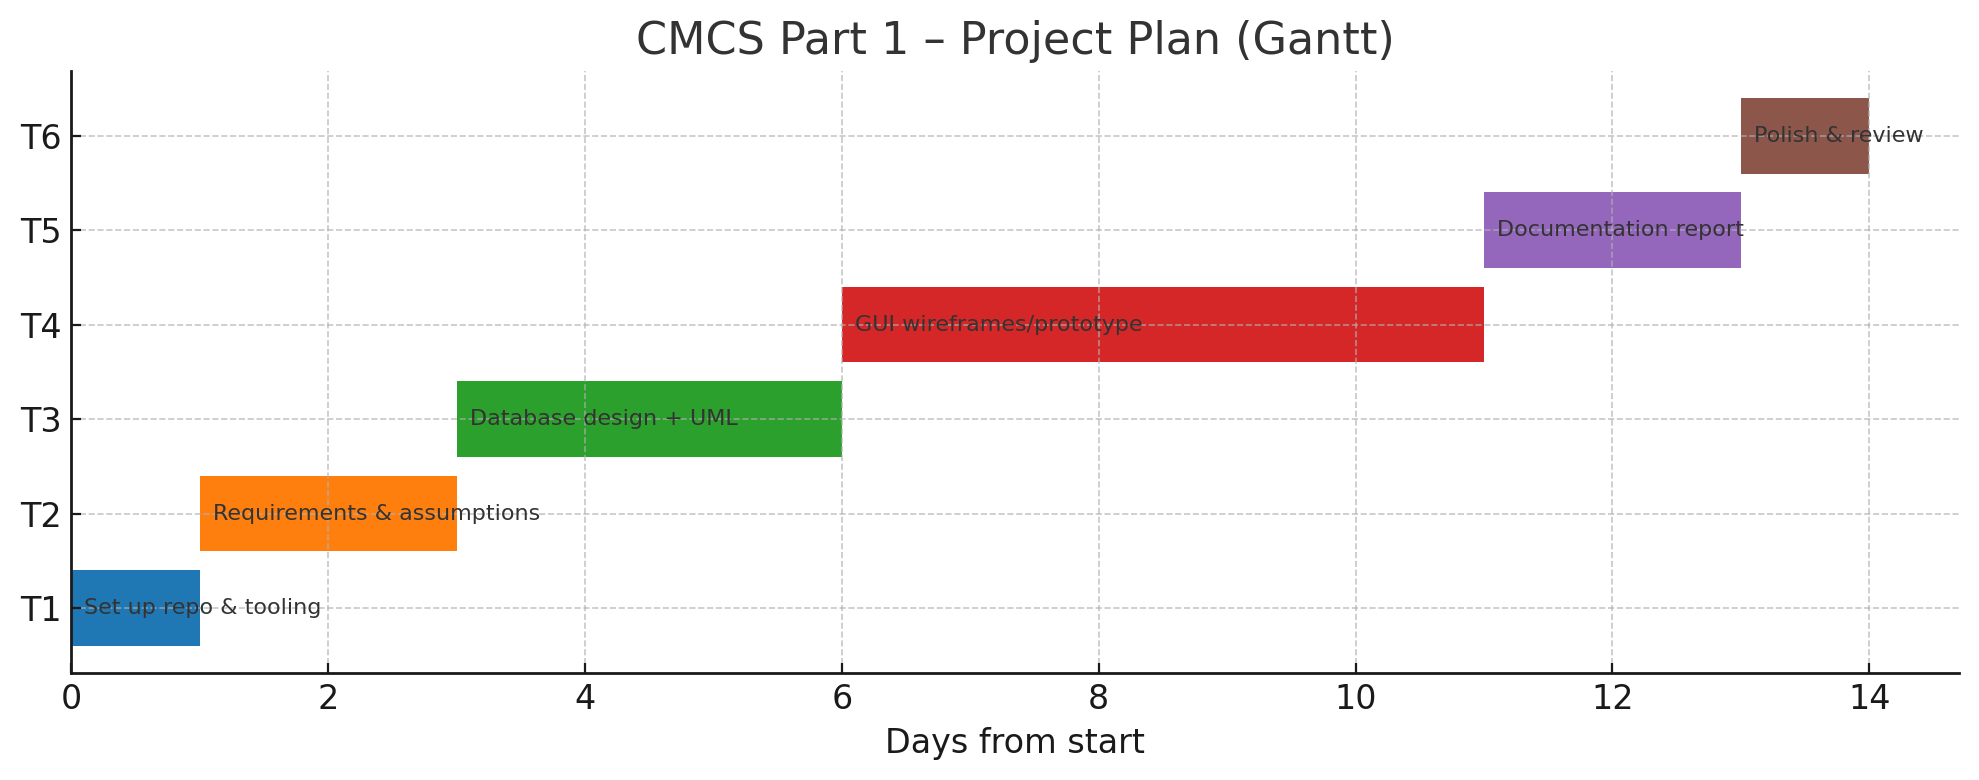 CMCS Part 1 – Project Plan (Gantt)
T6
Polish & review
T5
Documentation report
T4
GUI wireframes/prototype
T3
Database design + UML
T2
Requirements & assumptions
T1
Set up repo & tooling
0 2 4 6 8 10 12 14
Days from start